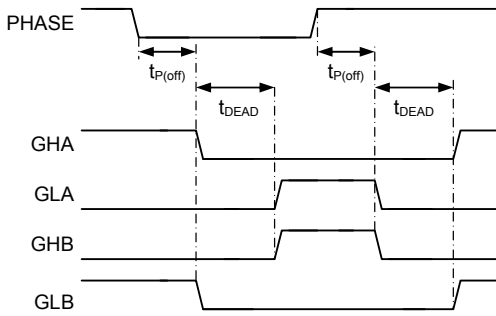 PHASE
tP(off) tP(off)
tDEAD tDEAD
GHA
GLA
GHB
GLB